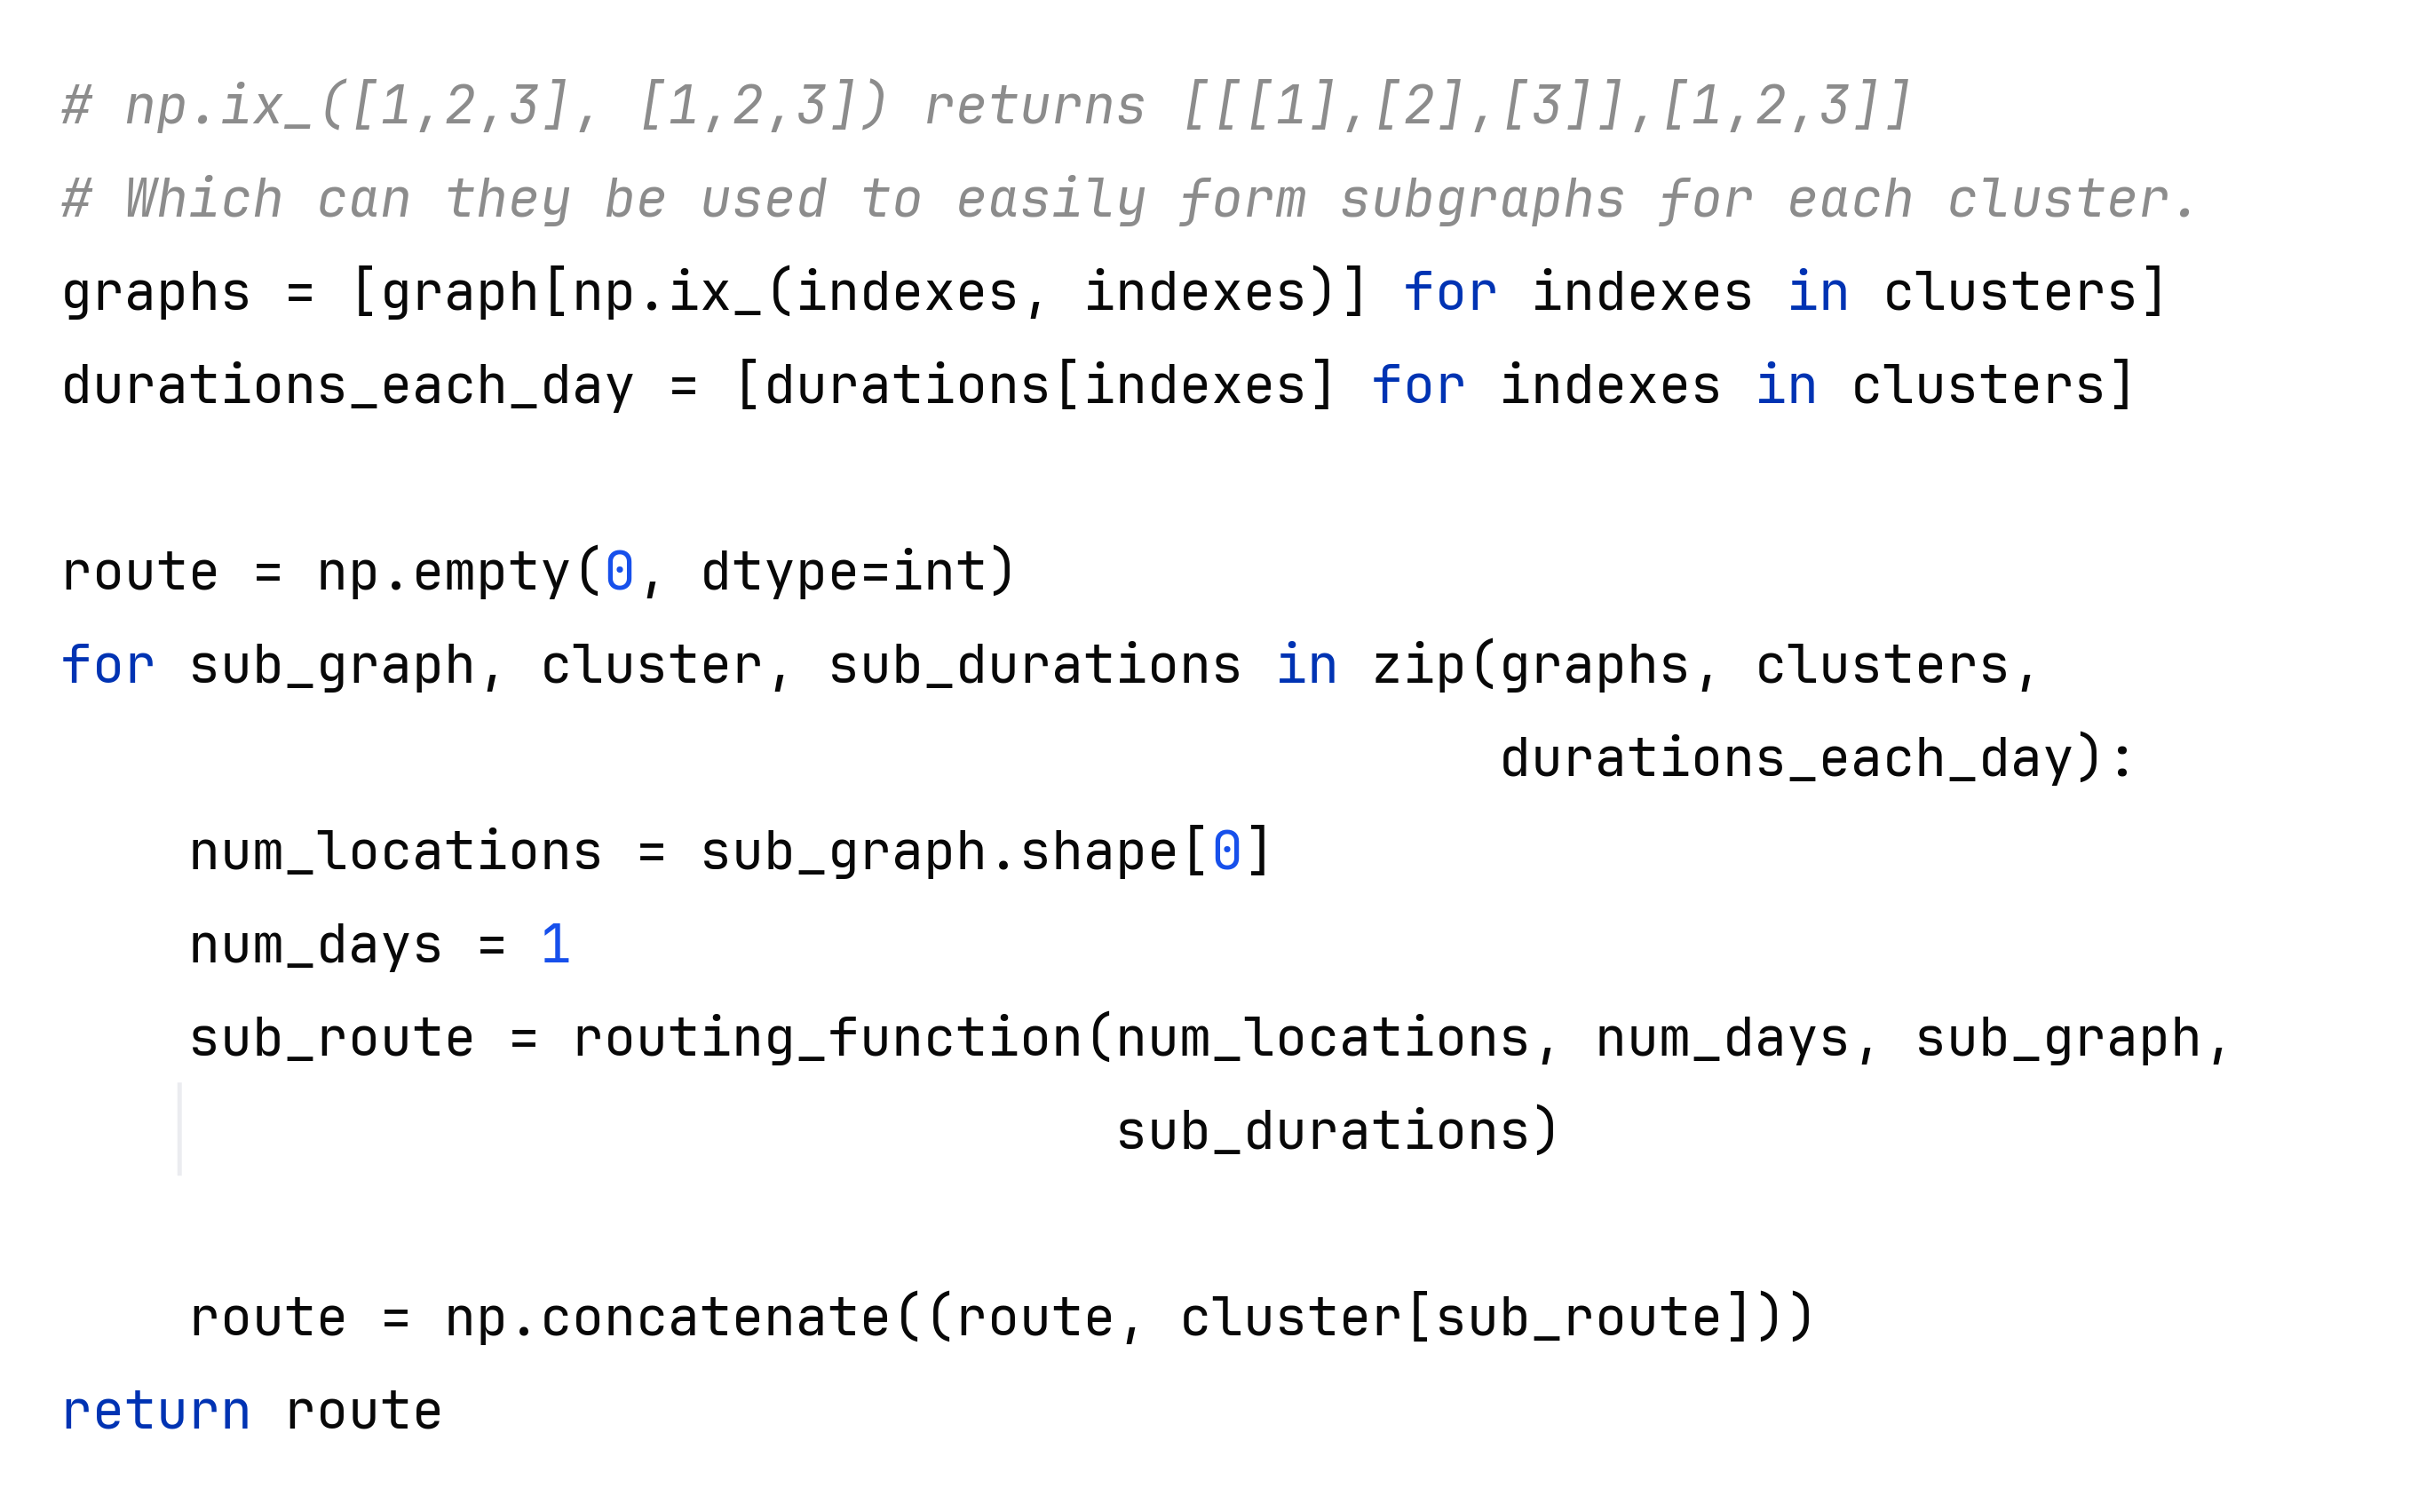 # np.ix_([1,2,3], [1,2,3]) returns [[[1],[2],[3]],[1,2,3]]
# Which can they be used to easily form subgraphs for each cluster.
graphs = [graph[np.ix_(indexes, indexes)] for indexes in clusters]
durations_each_day = [durations[indexes] for indexes in clusters]
route = np.empty(0, dtype=int)
for sub_graph, cluster, sub_durations in zip(graphs, clusters,
durations_each_day):
num_locations = sub_graph.shape[0]
num_days = 1
sub_route = routing_function(num_locations, num_days, sub_graph,
sub_durations)
route = np.concatenate((route, cluster[sub_route]))
return route